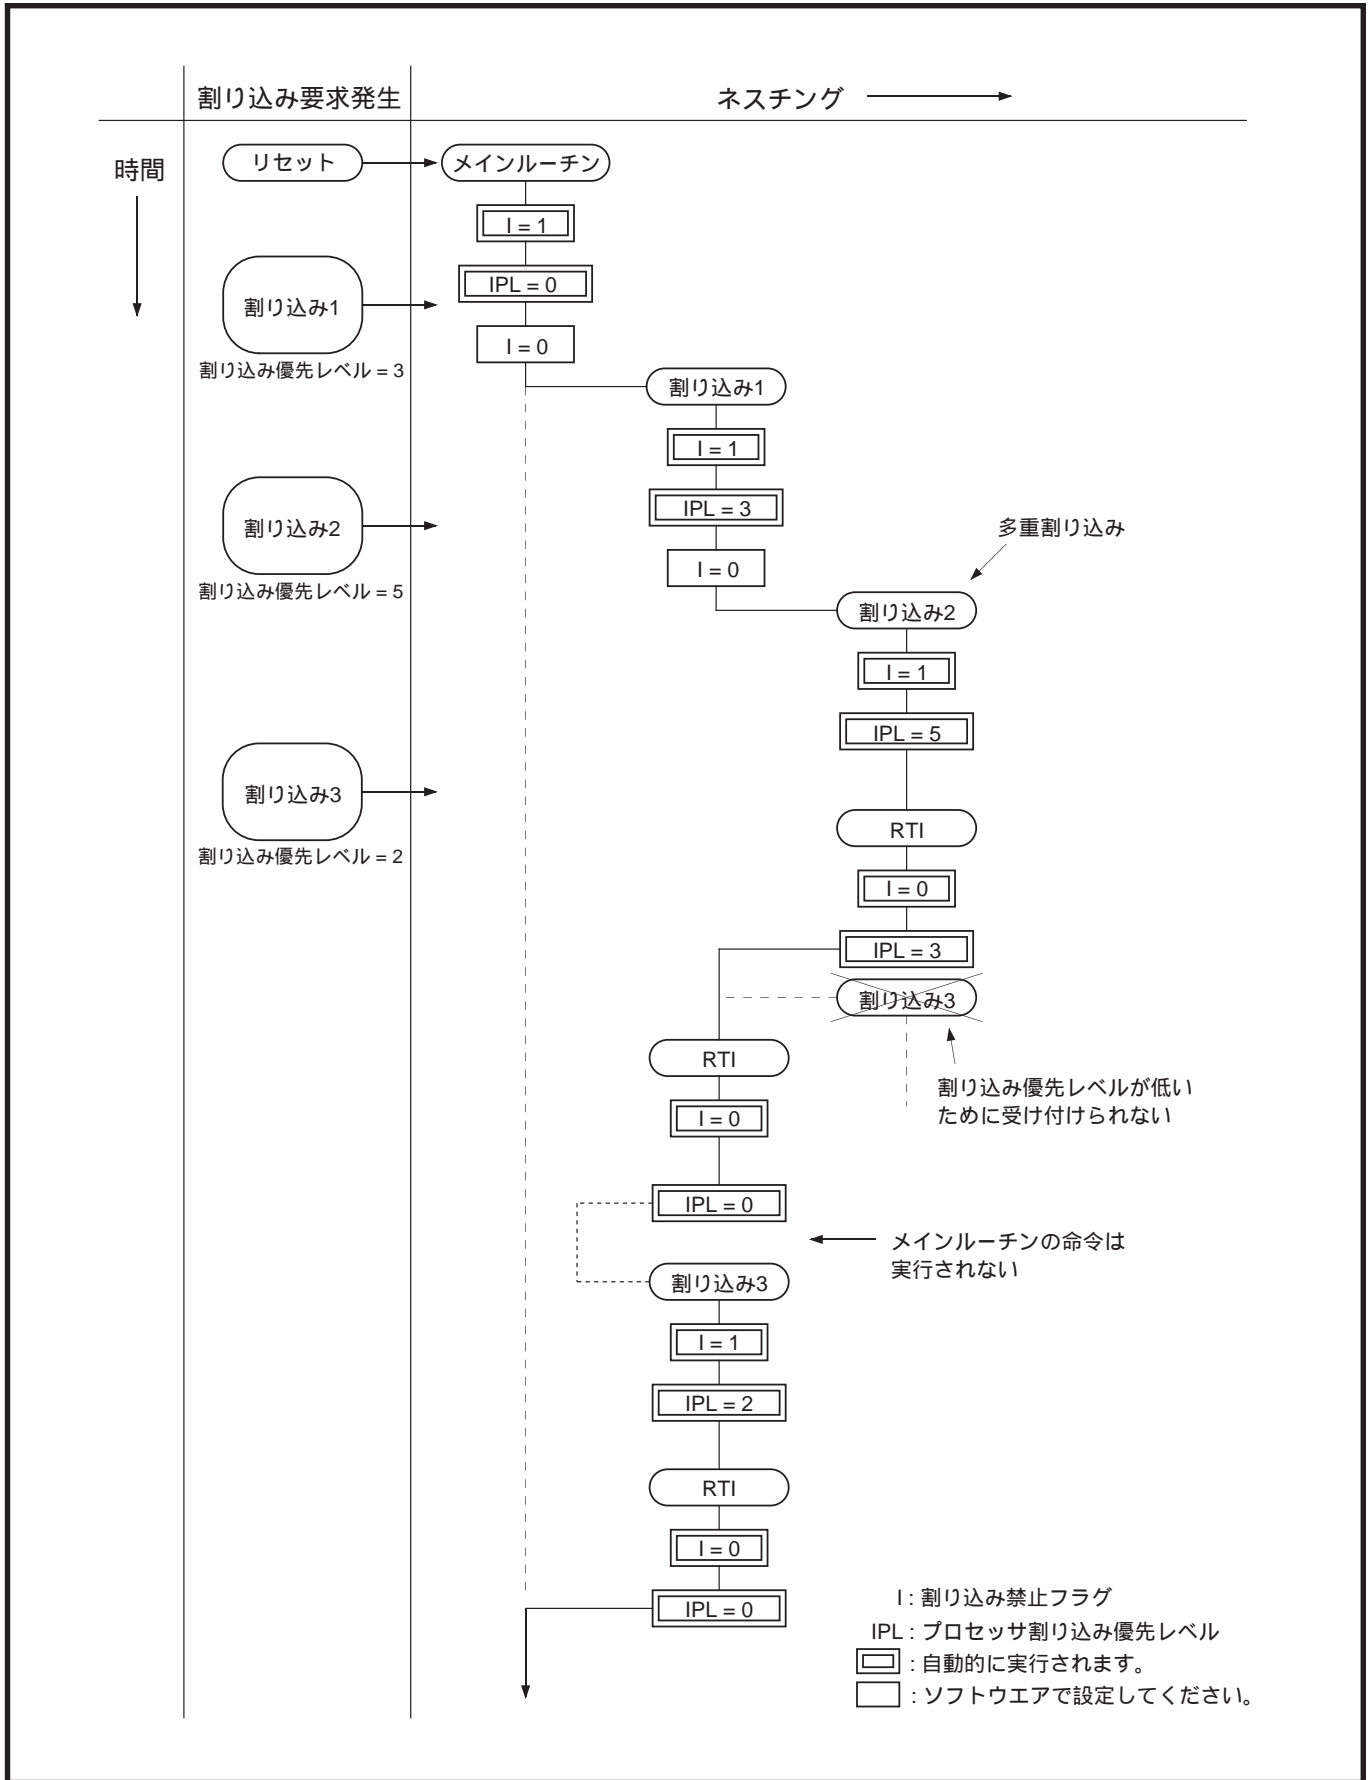 割り込み要求発生
ネスチング
時間
リセット
メインルーチン
I = 1
IPL = 0
割り込み1
I = 0
割り込み優先レベル = 3
割り込み1
I = 1
IPL = 3
割り込み2
I = 0
割り込み優先レベル = 5
多重割り込み
割り込み2
I = 1
IPL = 5
割り込み3
割り込み優先レベル = 2
RTI
I = 0
IPL = 3
割り込み3
RTI
割り込み優先レベルが低い
ために受け付けられない
I = 0
IPL = 0
メインルーチンの命令は
実行されない
割り込み3
I = 1
IPL = 2
RTI
I = 0
IPL = 0
I : 割り込み禁止フラグ
IPL : プロセッサ割り込み優先レベル
: 自動的に実行されます。
: ソフトウエアで設定してください。